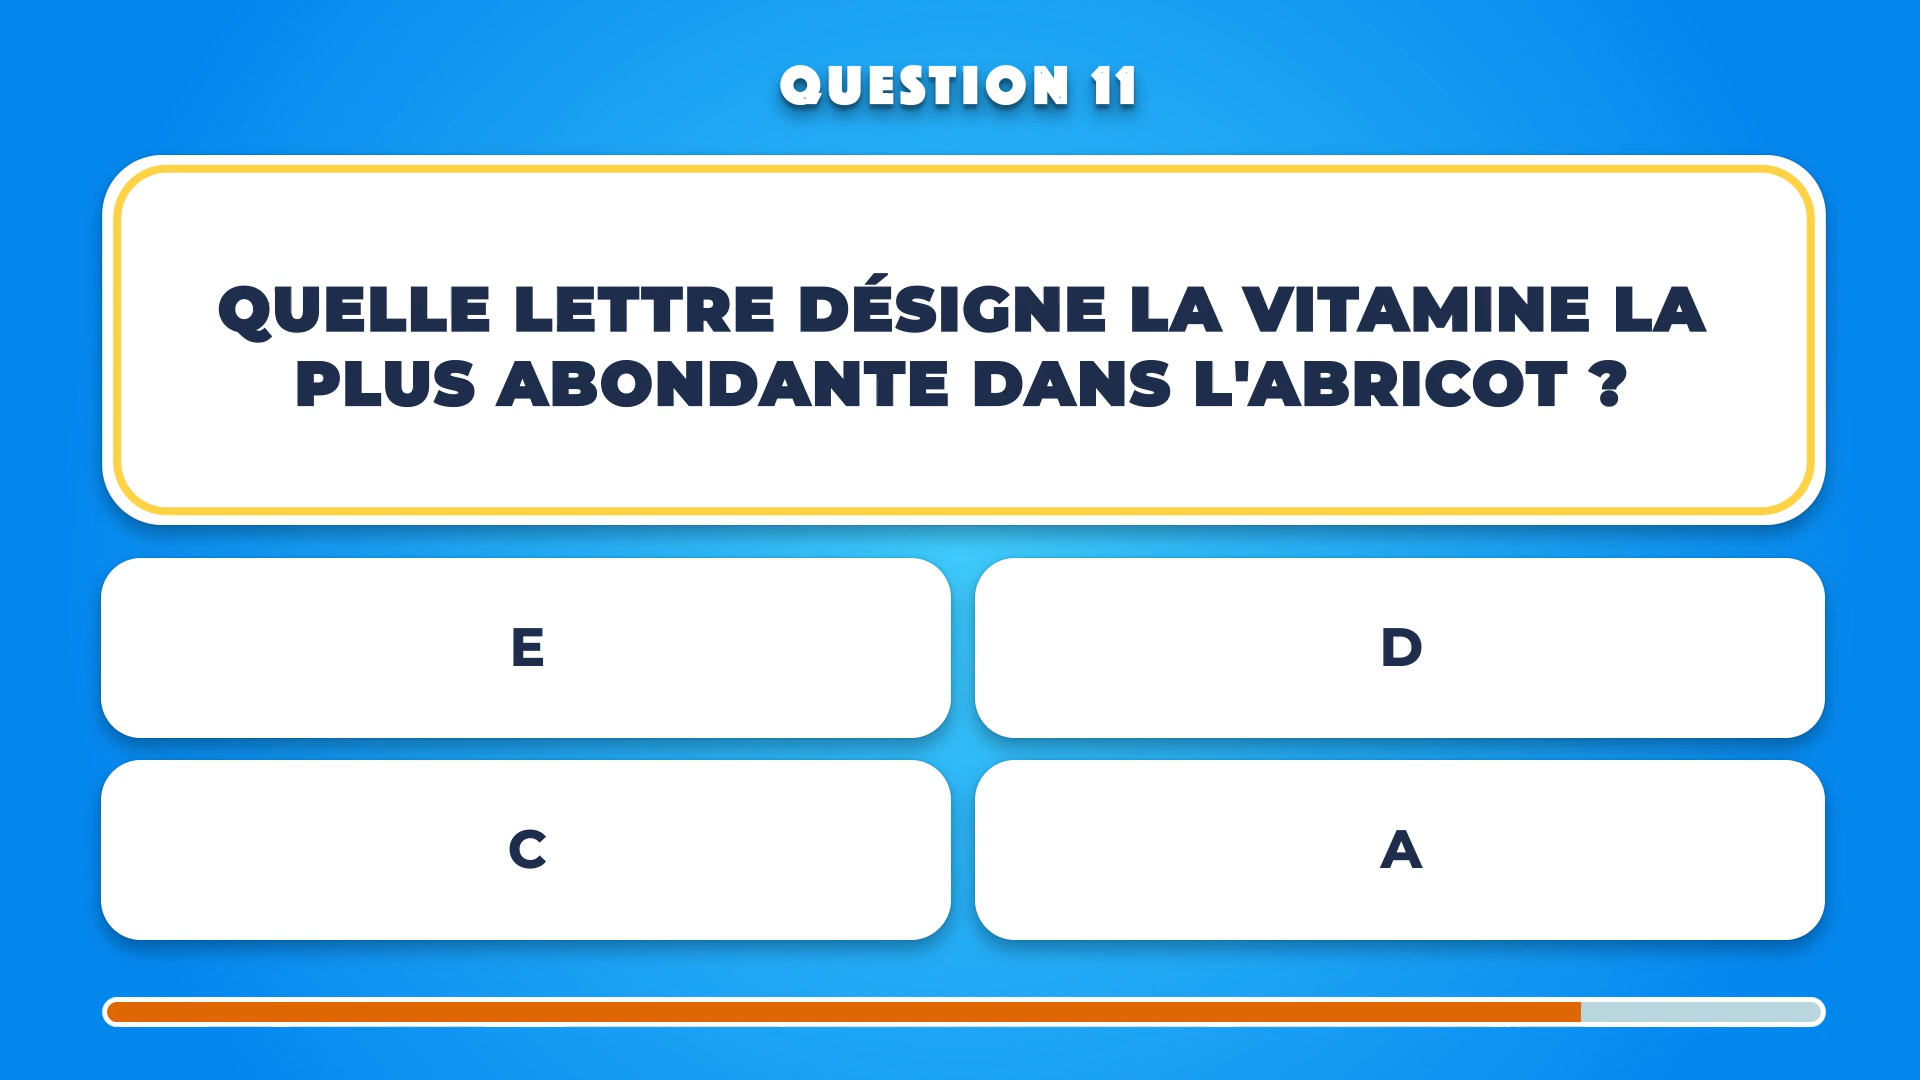 QUESTION 11
QUELLE LETTRE DÉSIGNE LA VITAMINE LA
PLUS ABONDANTE DANS L'ABRICOT ?
E
D
C
A